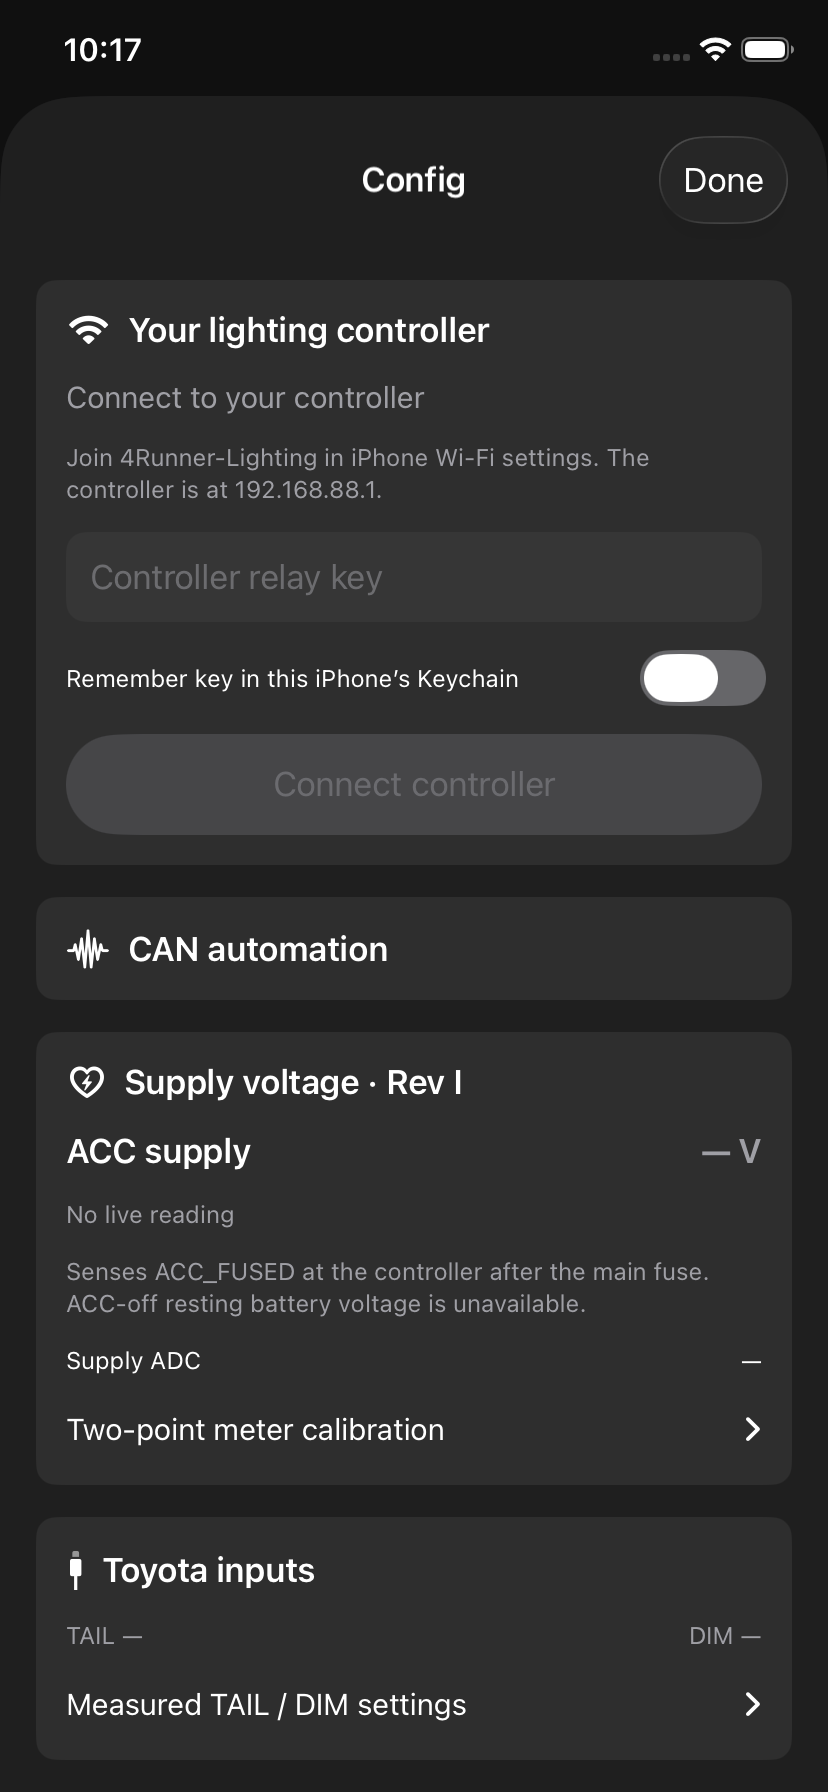 10:17
Config
Done
Your lighting controller
Connect to your controller
Join 4Runner-Lighting in iPhone Wi-Fi settings. The
controller is at 192.168.88.1.
Controller relay key
Remember key in this iPhone’s Keychain
Connect controller
CAN automation
Supply voltage · Rev I
ACC supply
— V
No live reading
Senses ACC_FUSED at the controller after the main fuse.
ACC-off resting battery voltage is unavailable.
Supply ADC
—
Two-point meter calibration
Toyota inputs
TAIL —
DIM —
Measured TAIL / DIM settings